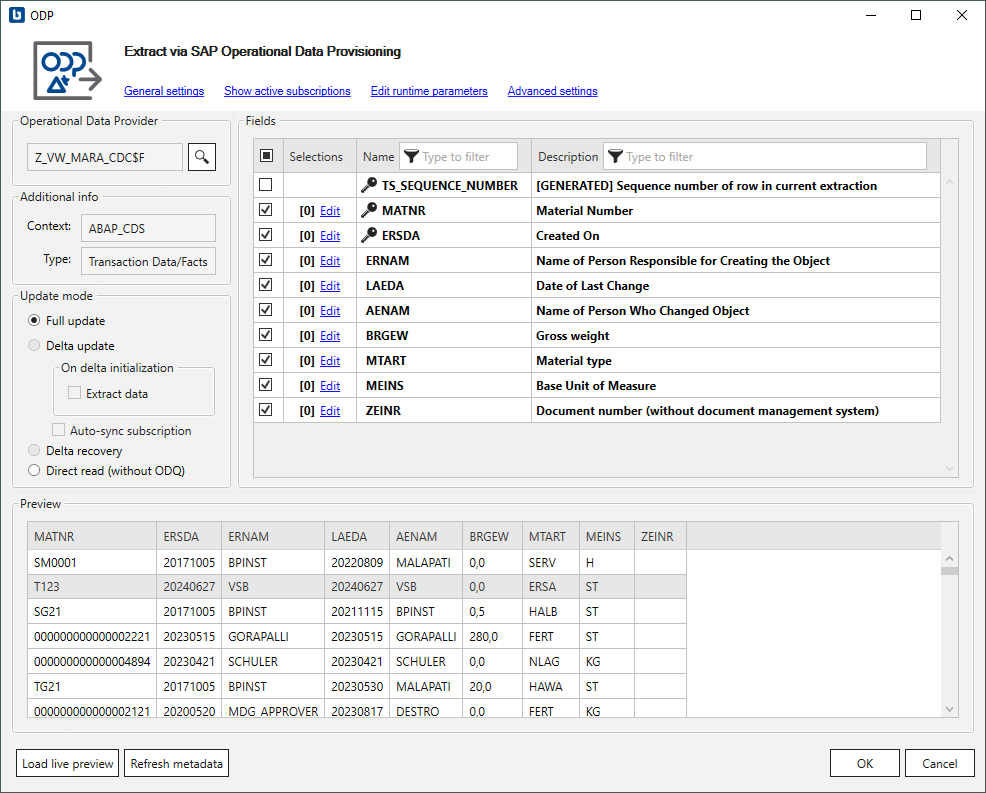 ODP
Extract via SAP Operational Data Provisioning
General settings Show active subscriptions Edit runtime parameters Advanced settings
Operational Data Provider
Z_VW_MARA_CDC$F
Additional info
Context: ABAP_CDS
Type: Transaction Data/Facts
Update mode
Full update
Delta update
On delta initialization
Extract data
Auto-sync subscription
Delta recovery
Direct read (without ODQ)
Fields
Selections Name Type to filter Description Type to filter
TS_SEQUENCE_NUMBER [GENERATED] Sequence number of row in current extraction
[0] Edit MATNR Material Number
[0] Edit ERSDA Created On
[0] Edit ERNAM Name of Person Responsible for Creating the Object
[0] Edit LAEDA Date of Last Change
[0] Edit AENAM Name of Person Who Changed Object
[0] Edit BRGEW Gross weight
[0] Edit MTART Material type
[0] Edit MEINS Base Unit of Measure
[0] Edit ZEINR Document number (without document management system)
Preview
MATNR ERSDA ERNAM LAEDA AENAM BRGEW MTART MEINS ZEINR
SM0001 20171005 BPINST 20220809 MALAPATI 0,0 SERV H
T123 20240627 VSB 20240627 VSB 0,0 ERSA ST
SG21 20171005 BPINST 20211115 BPINST 0,5 HALB ST
000000000000002221 20230515 GORAPALLI 20230515 GORAPALLI 280,0 FERT ST
000000000000004894 20230421 SCHULER 20230421 SCHULER 0,0 NLAG KG
TG21 20171005 BPINST 20230530 MALAPATI 20,0 HAWA ST
000000000000002121 20200520 MDG_APPROVER 20230817 DESTRO 0,0 FERT KG
Load live preview Refresh metadata OK Cancel